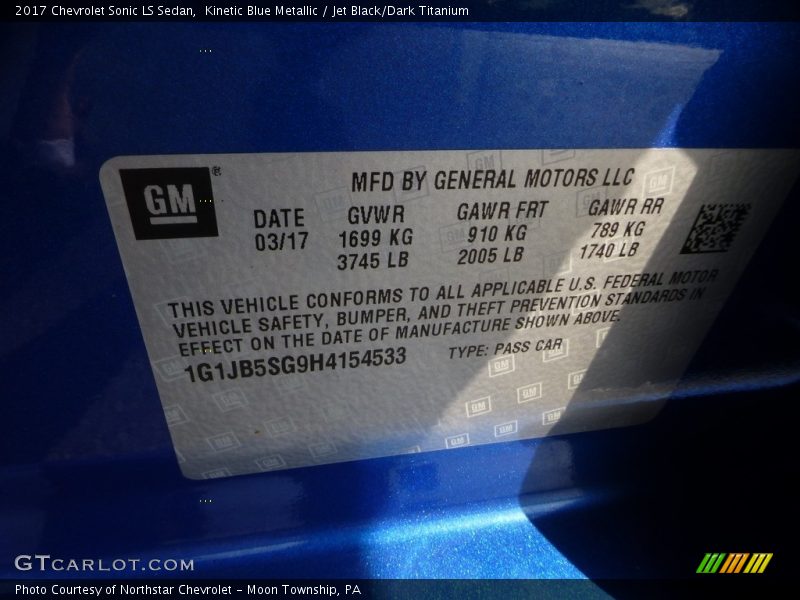 2017 Chevrolet Sonic LS Sedan,  Kinetic Blue Metallic / Jet Black/Dark Titanium
GM®
MFD BY GENERAL MOTORS LLC
DATE GVWR GAWR FRT GAWR RR
03/17 1699 KG 910 KG 789 KG
3745 LB 2005 LB 1740 LB
THIS VEHICLE CONFORMS TO ALL APPLICABLE U.S. FEDERAL MOTOR
VEHICLE SAFETY, BUMPER, AND THEFT PREVENTION STANDARDS IN
EFFECT ON THE DATE OF MANUFACTURE SHOWN ABOVE.
1G1JB5SG9H4154533 TYPE: PASS CAR
GTCARLOT.COM
Photo Courtesy of Northstar Chevrolet - Moon Township, PA